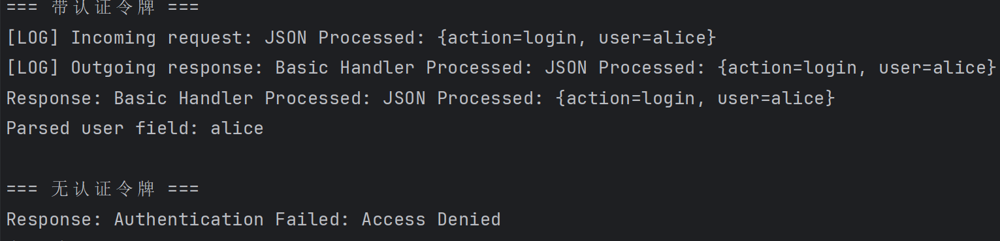 === 带认证令牌 ===
[LOG] Incoming request: JSON Processed: {action=login, user=alice}
[LOG] Outgoing response: Basic Handler Processed: JSON Processed: {action=login, user=alice}
Response: Basic Handler Processed: JSON Processed: {action=login, user=alice}
Parsed user field: alice
=== 无认证令牌 ===
Response: Authentication Failed: Access Denied